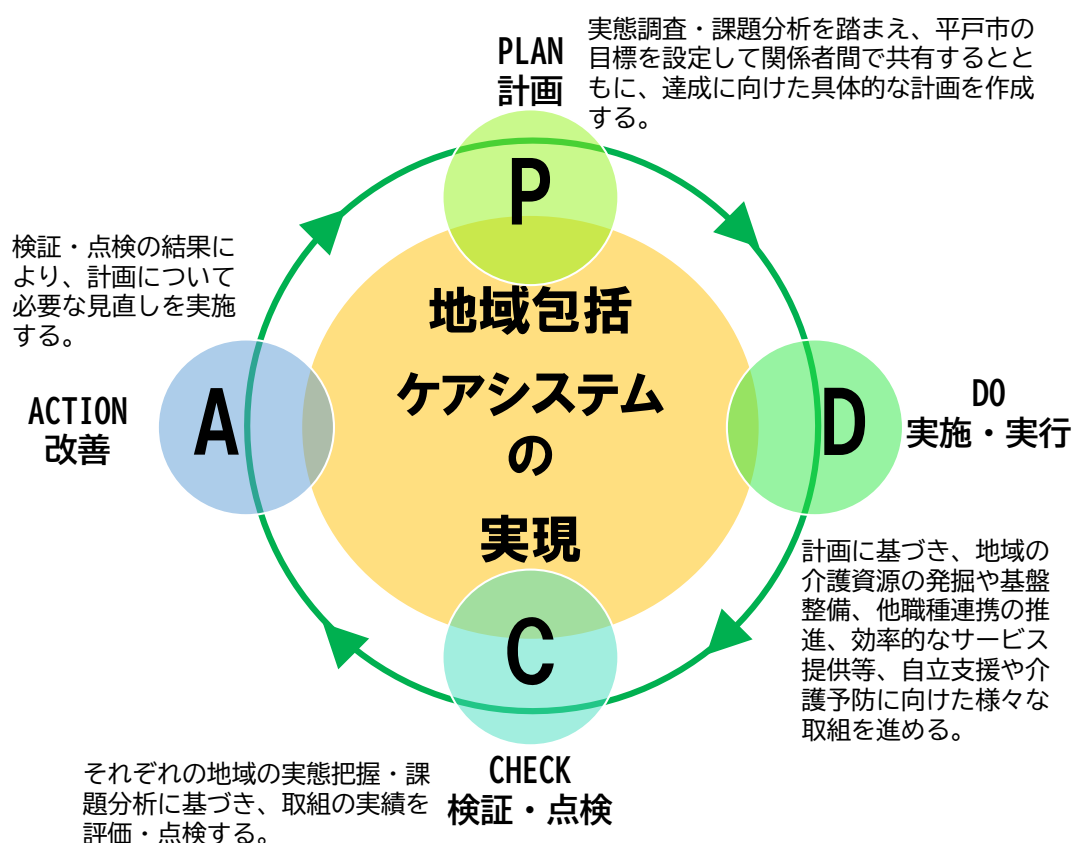 PLAN
計画
実態調査・課題分析を踏まえ、平戸市の
目標を設定して関係者間で共有するとと
もに、達成に向けた具体的な計画を作成
する。
P
検証・点検の結果に
より、計画について
必要な見直しを実施
する。
地域包括
ケアシステム
の
実現
ACTION
改善
A
D
DO
実施・実行
計画に基づき、地域の
介護資源の発掘や基盤
整備、他職種連携の推
進、効率的なサービス
提供等、自立支援や介
護予防に向けた様々な
取組を進める。
C
CHECK
検証・点検
それぞれの地域の実態把握・課
題分析に基づき、取組の実績を
評価・点検する。